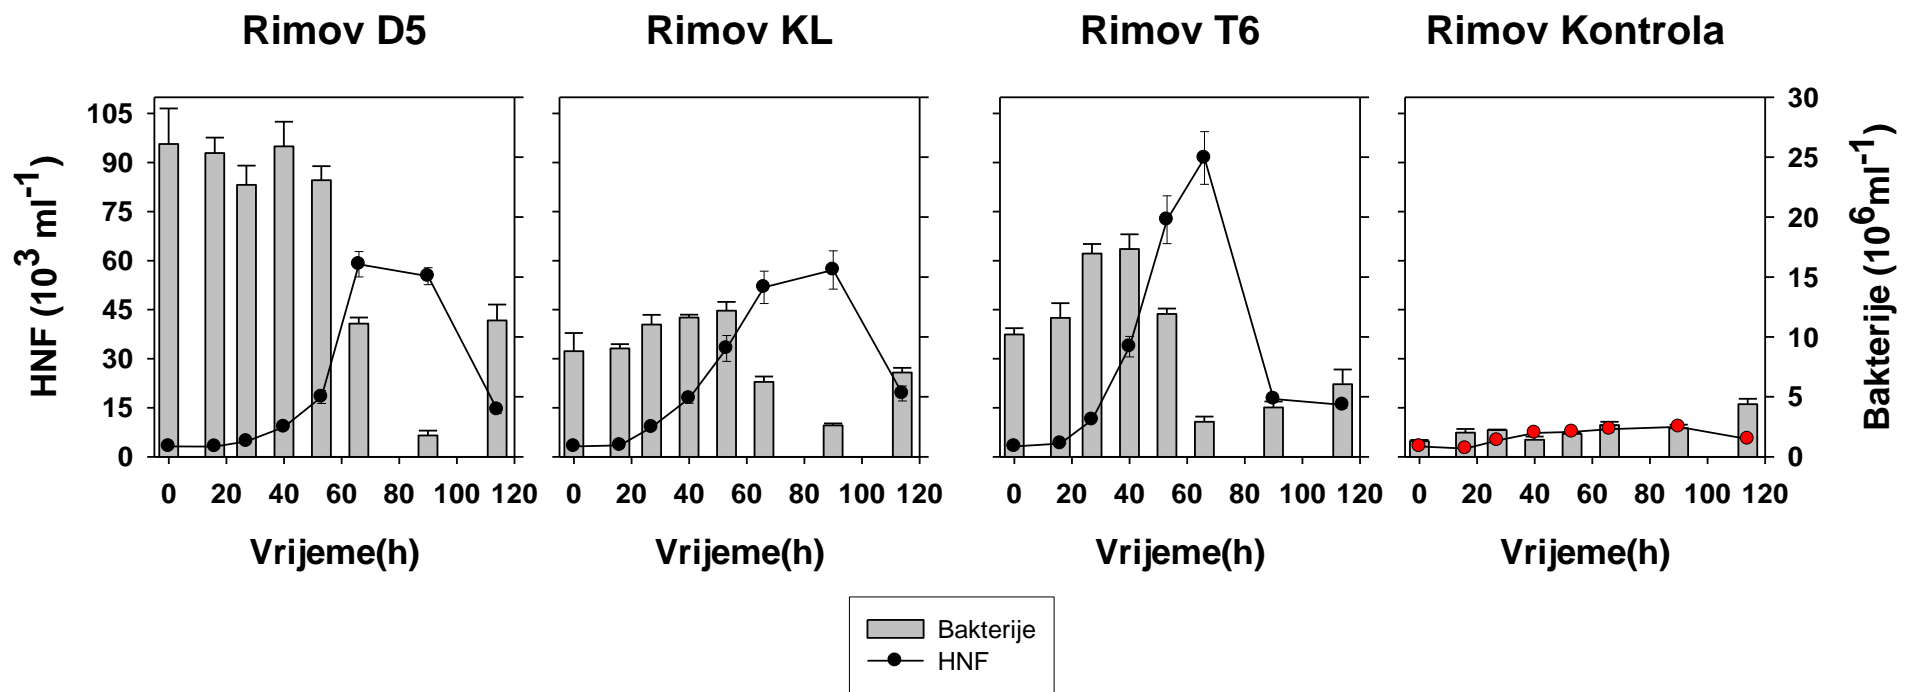 Rimov D5 Rimov KL Rimov T6 Rimov Kontrola
HNF (10³ ml⁻¹)
105
90
75
60
45
30
15
0
30
25
20
15
10
5
0
Bakterije (10⁶ml⁻¹)
0 20 40 60 80 100 120
0 20 40 60 80 100 120
0 20 40 60 80 100 120
0 20 40 60 80 100 120
Vrijeme(h) Vrijeme(h) Vrijeme(h) Vrijeme(h)
Bakterije
HNF